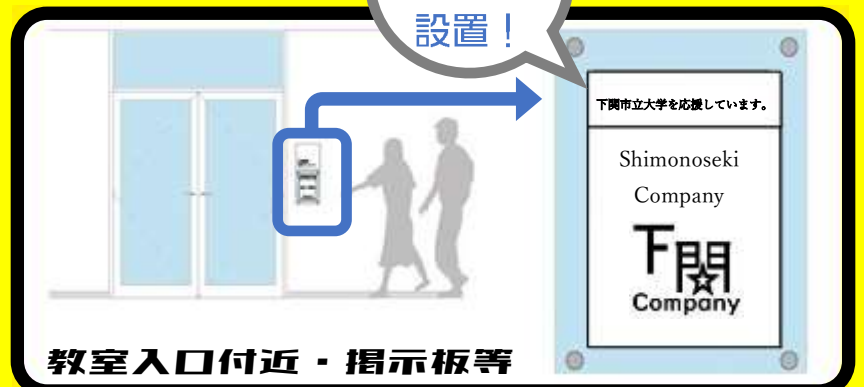 設置！
下関市立大学を応援しています。
Shimonoseki
Company
下関
Company
教室入口付近・掲示板等